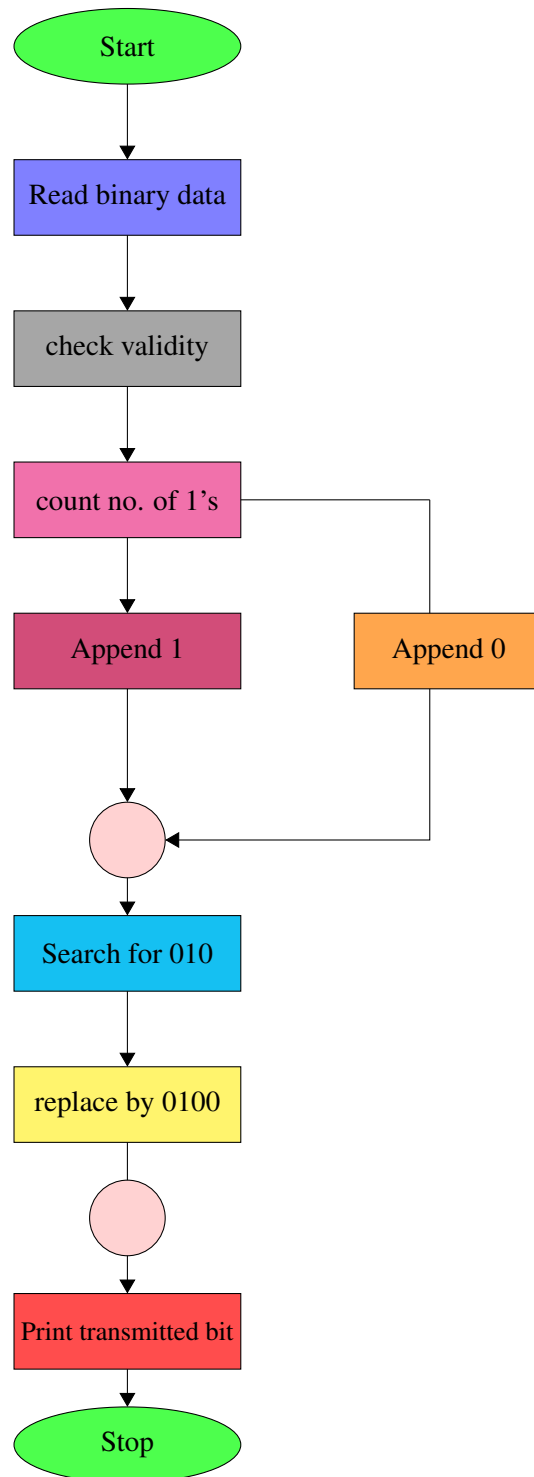 Start
Read binary data
check validity
count no. of 1's
Append 1
Append 0
Search for 010
replace by 0100
Print transmitted bit
Stop